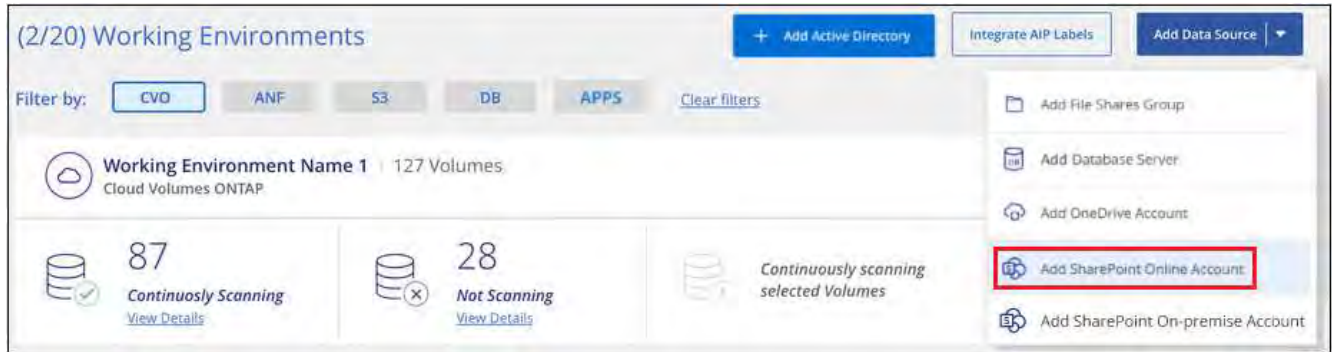 (2/20) Working Environments
+ Add Active Directory
Integrate AIP Labels
Add Data Source
Filter by:
CVO
ANF
S3
DB
APPS
Clear filters
Add File Shares Group
Working Environment Name 1 | 127 Volumes
Cloud Volumes ONTAP
DB
Add Database Server
Add OneDrive Account
87
Continuosly Scanning
View Details
28
Not Scanning
View Details
Continuously scanning
selected Volumes
S
Add SharePoint Online Account
S
Add SharePoint On-premise Account